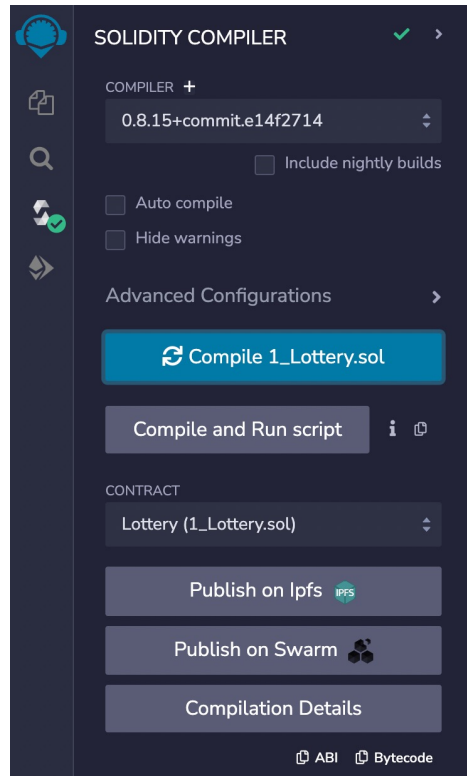 SOLIDITY COMPILER
COMPILER +
0.8.15+commit.e14f2714
Include nightly builds
Auto compile
Hide warnings
Advanced Configurations
Compile 1_Lottery.sol
Compile and Run script
CONTRACT
Lottery (1_Lottery.sol)
Publish on Ipfs IPFS
Publish on Swarm
Compilation Details
ABI Bytecode